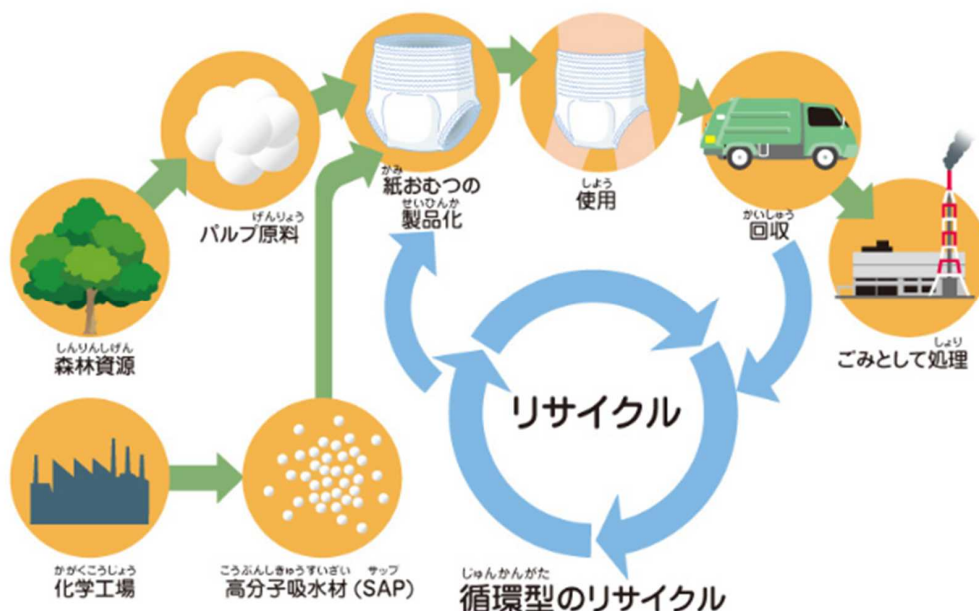 かみ
紙おむつの
せいひんか
製品化
しよう
使用
げんりょう
パルプ原料
かいしゅう
回収
しんりんしげん
森林資源
しょり
ごみとして処理
リサイクル
かがくこうじょう
化学工場
こうぶんしきゅうすいざい サップ
高分子吸水材(SAP)
じゅんかんがた
循環型のリサイクル